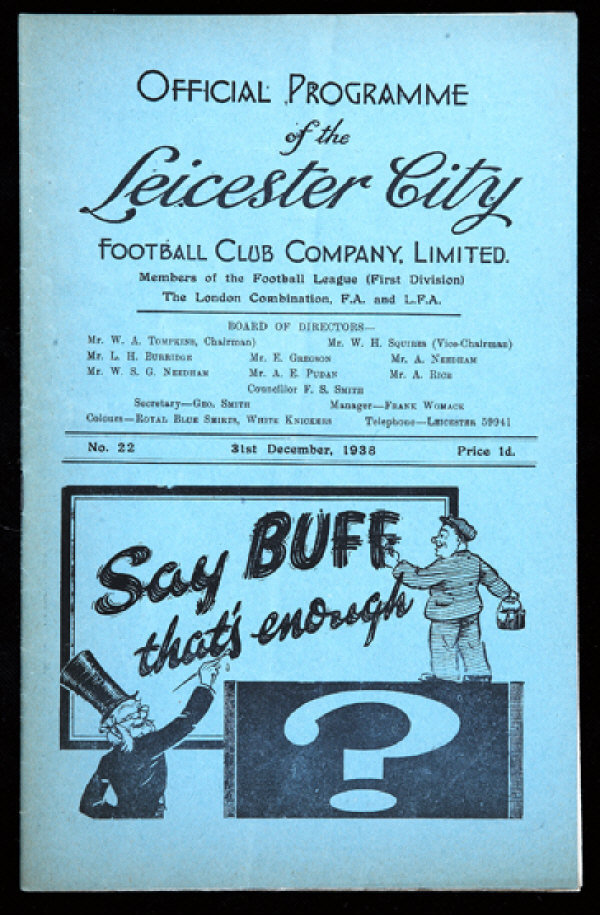 OFFICIAL PROGRAMME
of the
Leicester City
FOOTBALL CLUB COMPANY, LIMITED.
Members of the Football League (First Division)
The London Combination, F.A. and L.F.A.
BOARD OF DIRECTORS—
Mr. W. A. TOMPKINS, Chairman) Mr. W. H. SQUIRES (Vice-Chairman)
Mr. L. H. BURRIDGE Mr. E. GREGSON Mr. A. NEEDHAM
Mr. W. S. G. NEEDHAM Mr. A. E. PUDAN Mr. A. RICE
Councillor F. S. SMITH
Secretary—GEO. SMITH Manager—FRANK WOMACK
Colours—ROYAL BLUE SHIRTS, WHITE KNICKERS Telephone—LEICESTER 59941
No. 22 31st December, 1938 Price 1d.
Say BUFF
that's enough
?